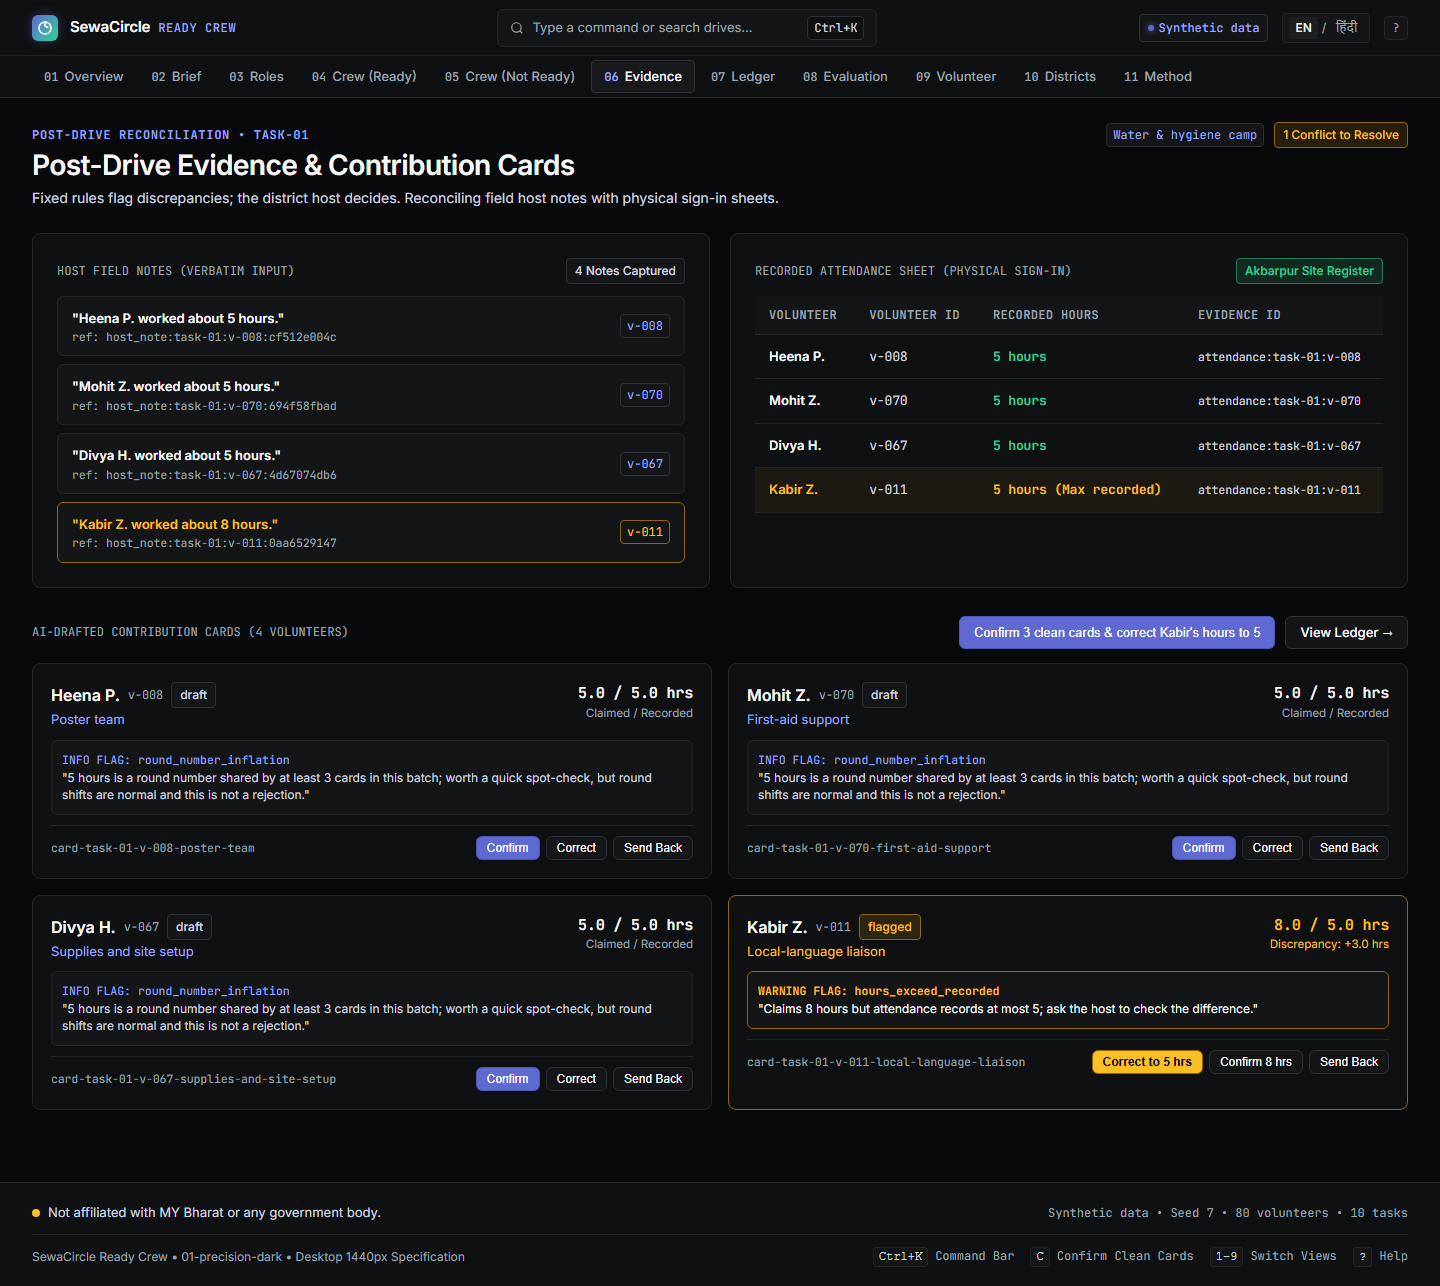 SewaCircle READY CREW
Type a command or search drives...
Ctrl+K
Synthetic data
EN / हिंदी
?
01 Overview
02 Brief
03 Roles
04 Crew (Ready)
05 Crew (Not Ready)
06 Evidence
07 Ledger
08 Evaluation
09 Volunteer
10 Districts
11 Method
POST-DRIVE RECONCILIATION • TASK-01
Water & hygiene camp
1 Conflict to Resolve
Post-Drive Evidence & Contribution Cards
Fixed rules flag discrepancies; the district host decides. Reconciling field host notes with physical sign-in sheets.
HOST FIELD NOTES (VERBATIM INPUT)
4 Notes Captured
"Heena P. worked about 5 hours."
ref: host_note:task-01:v-008:cf512e004c
v-008
"Mohit Z. worked about 5 hours."
ref: host_note:task-01:v-070:694f58fbad
v-070
"Divya H. worked about 5 hours."
ref: host_note:task-01:v-067:4d67074db6
v-067
"Kabir Z. worked about 8 hours."
ref: host_note:task-01:v-011:0aa6529147
v-011
RECORDED ATTENDANCE SHEET (PHYSICAL SIGN-IN)
Akbarpur Site Register
VOLUNTEER VOLUNTEER ID RECORDED HOURS EVIDENCE ID
Heena P. v-008 5 hours attendance:task-01:v-008
Mohit Z. v-070 5 hours attendance:task-01:v-070
Divya H. v-067 5 hours attendance:task-01:v-067
Kabir Z. v-011 5 hours (Max recorded) attendance:task-01:v-011
AI-DRAFTED CONTRIBUTION CARDS (4 VOLUNTEERS)
Confirm 3 clean cards & correct Kabir's hours to 5
View Ledger →
Heena P. v-008 draft
5.0 / 5.0 hrs
Poster team
Claimed / Recorded
INFO FLAG: round_number_inflation
"5 hours is a round number shared by at least 3 cards in this batch; worth a quick spot-check, but round
shifts are normal and this is not a rejection."
card-task-01-v-008-poster-team
Confirm
Correct
Send Back
Mohit Z. v-070 draft
5.0 / 5.0 hrs
First-aid support
Claimed / Recorded
INFO FLAG: round_number_inflation
"5 hours is a round number shared by at least 3 cards in this batch; worth a quick spot-check, but round
shifts are normal and this is not a rejection."
card-task-01-v-070-first-aid-support
Confirm
Correct
Send Back
Divya H. v-067 draft
5.0 / 5.0 hrs
Supplies and site setup
Claimed / Recorded
INFO FLAG: round_number_inflation
"5 hours is a round number shared by at least 3 cards in this batch; worth a quick spot-check, but round
shifts are normal and this is not a rejection."
card-task-01-v-067-supplies-and-site-setup
Confirm
Correct
Send Back
Kabir Z. v-011 flagged
8.0 / 5.0 hrs
Local-language liaison
Discrepancy: +3.0 hrs
WARNING FLAG: hours_exceed_recorded
"Claims 8 hours but attendance records at most 5; ask the host to check the difference."
card-task-01-v-011-local-language-liaison
Correct to 5 hrs
Confirm 8 hrs
Send Back
Not affiliated with MY Bharat or any government body.
Synthetic data • Seed 7 • 80 volunteers • 10 tasks
SewaCircle Ready Crew • 01-precision-dark • Desktop 1440px Specification
Ctrl+K Command Bar
C Confirm Clean Cards
1–9 Switch Views
? Help